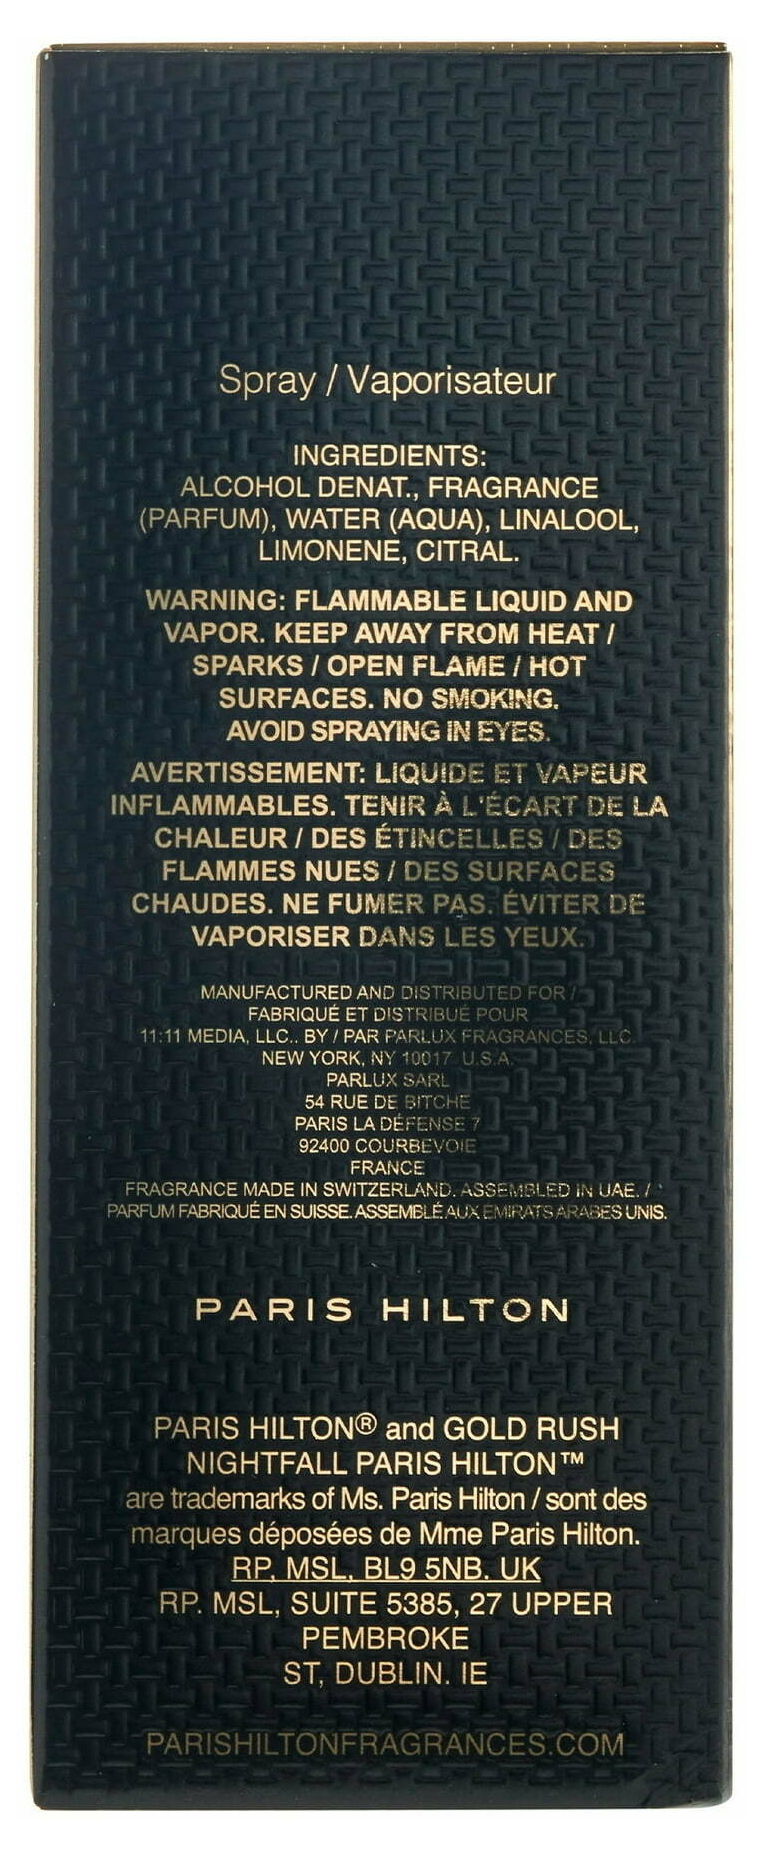 Spray / Vaporisateur
INGREDIENTS:
ALCOHOL DENAT., FRAGRANCE
(PARFUM), WATER (AQUA), LINALOOL,
LIMONENE, CITRAL.
WARNING: FLAMMABLE LIQUID AND
VAPOR. KEEP AWAY FROM HEAT /
SPARKS / OPEN FLAME / HOT
SURFACES. NO SMOKING.
AVOID SPRAYING IN EYES.
AVERTISSEMENT: LIQUIDE ET VAPEUR
INFLAMMABLES. TENIR À L'ÉCART DE LA
CHALEUR / DES ÉTINCELLES / DES
FLAMMES NUES / DES SURFACES
CHAUDES. NE FUMER PAS. ÉVITER DE
VAPORISER DANS LES YEUX.
MANUFACTURED AND DISTRIBUTED FOR /
FABRIQUÉ ET DISTRIBUÉ POUR
11:11 MEDIA, LLC.. BY / PAR PARLUX FRAGRANCES, LLC.
NEW YORK, NY 10017 U.S.A.
PARLUX SARL
54 RUE DE BITCHE
PARIS LA DÉFENSE 7
92400 COURBEVOIE
FRANCE
FRAGRANCE MADE IN SWITZERLAND. ASSEMBLED IN UAE. /
PARFUM FABRIQUÉ EN SUISSE. ASSEMBLÉ AUX EMIRATS ARABES UNIS.
PARIS HILTON
PARIS HILTON® and GOLD RUSH
NIGHTFALL PARIS HILTON™
are trademarks of Ms. Paris Hilton / sont des
marques déposées de Mme Paris Hilton.
RP, MSL, BL9 5NB. UK
RP. MSL, SUITE 5385, 27 UPPER
PEMBROKE
ST, DUBLIN. IE
PARISHILTONFRAGRANCES.COM